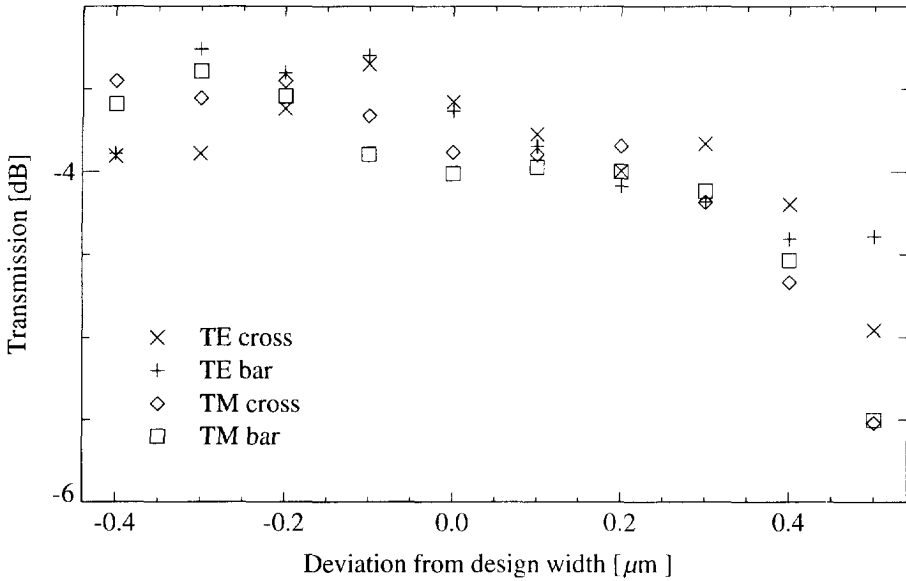 Transmission [dB]
-4
-6
TE cross
TE bar
TM cross
TM bar
-0.4
-0.2
0.0
0.2
0.4
Deviation from design width [ μm ]